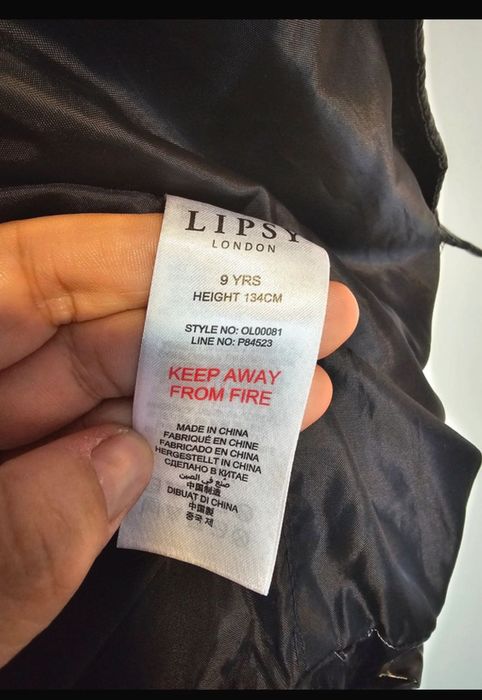 LIPSY
LONDON
9 YRS
HEIGHT 134CM
STYLE NO: OL00081
LINE NO: P84523
KEEP AWAY
FROM FIRE
MADE IN CHINA
FABRIQUÉ EN CHINE
FABRICADO EN CHINA
HERGESTELLT IN CHINA
СДЕЛАНО В КИТАЕ
صنع في الصين
中国制造
DIBUAT DI CHINA
中国製
중국 제